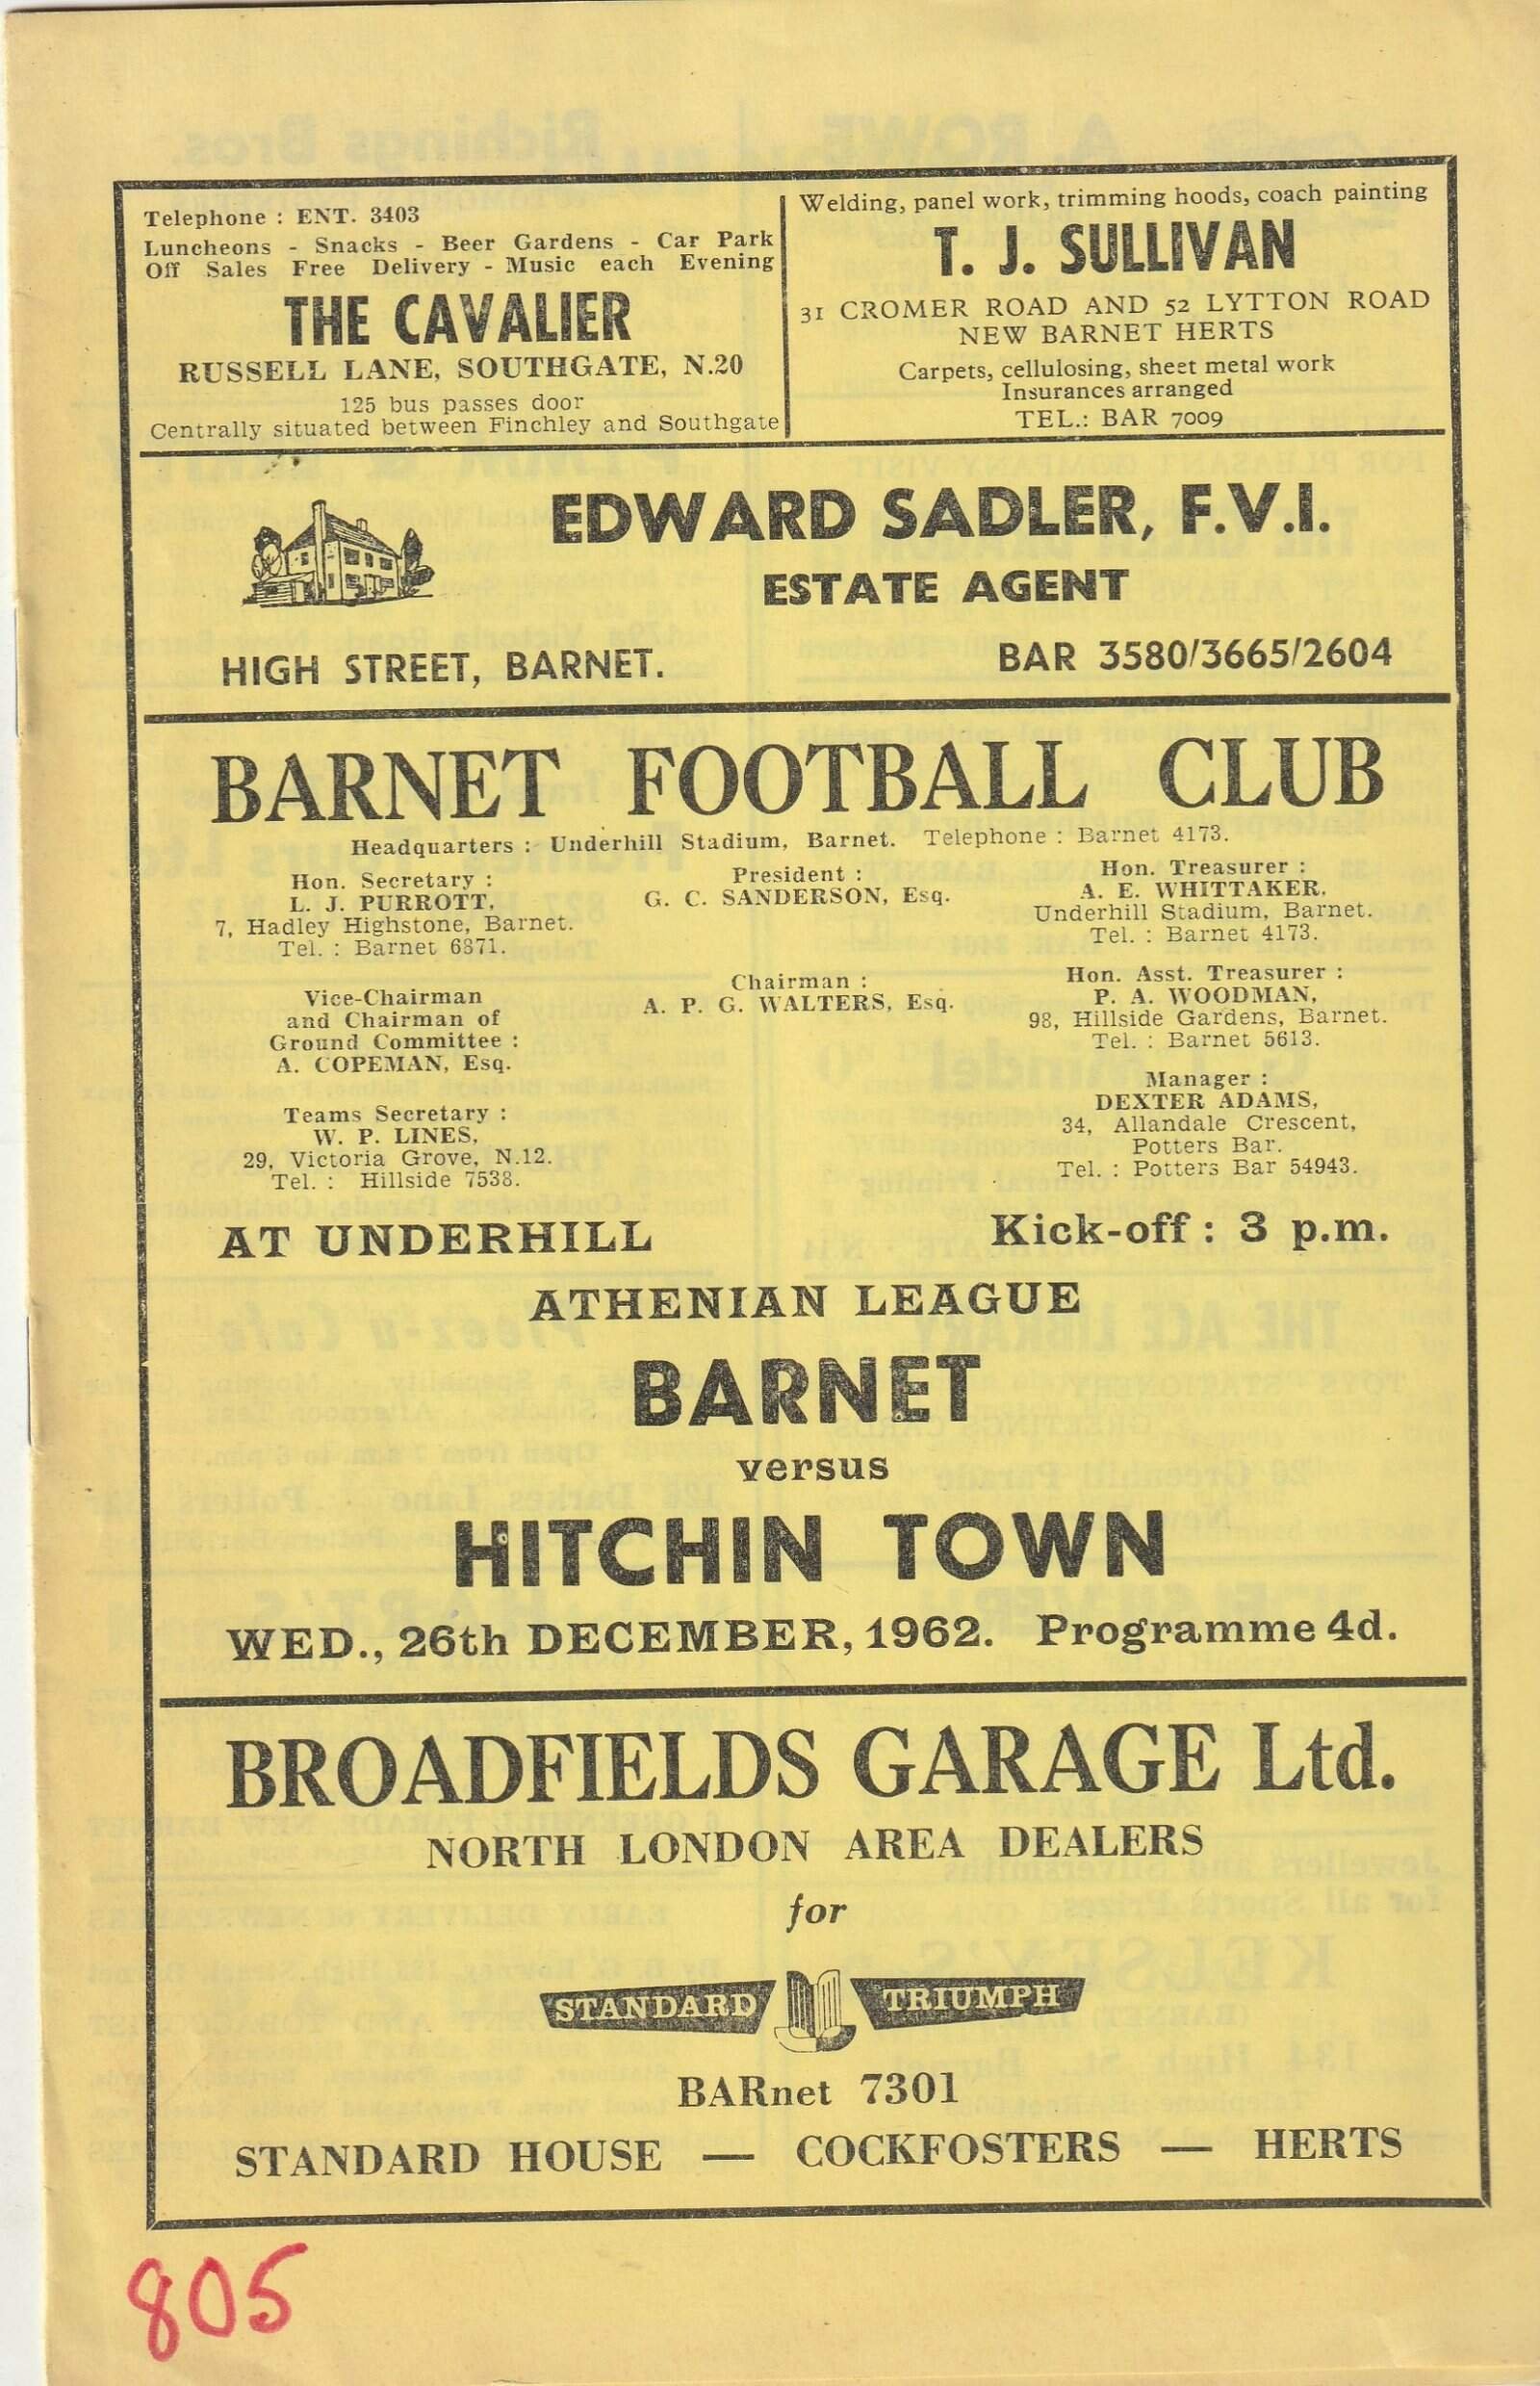 Telephone : ENT. 3403
Luncheons - Snacks - Beer Gardens - Car Park
Off Sales Free Delivery - Music each Evening
THE CAVALIER
RUSSELL LANE, SOUTHGATE, N.20
125 bus passes door
Centrally situated between Finchley and Southgate
Welding, panel work, trimming hoods, coach painting
T. J. SULLIVAN
31 CROMER ROAD AND 52 LYTTON ROAD
NEW BARNET HERTS
Carpets, cellulosing, sheet metal work
Insurances arranged
TEL.: BAR 7009
EDWARD SADLER, F.V.I.
ESTATE AGENT
HIGH STREET, BARNET.
BAR 3580/3665/2604
BARNET FOOTBALL CLUB
Headquarters : Underhill Stadium, Barnet. Telephone : Barnet 4173.
Hon. Secretary :
L. J. PURROTT,
7, Hadley Highstone, Barnet.
Tel. : Barnet 6871.
Vice-Chairman
and Chairman of
Ground Committee :
A. COPEMAN, Esq.
Teams Secretary :
W. P. LINES,
29, Victoria Grove, N.12.
Tel. : Hillside 7538.
President :
G. C. SANDERSON, Esq.
Chairman :
A. P. G. WALTERS, Esq.
Hon. Treasurer :
A. E. WHITTAKER.
Underhill Stadium, Barnet.
Tel. : Barnet 4173.
Hon. Asst. Treasurer :
P. A. WOODMAN,
98, Hillside Gardens, Barnet.
Tel. : Barnet 5613.
Manager :
DEXTER ADAMS,
34, Allandale Crescent,
Potters Bar.
Tel. : Potters Bar 54943.
AT UNDERHILL
Kick-off : 3 p.m.
ATHENIAN LEAGUE
BARNET
versus
HITCHIN TOWN
WED., 26th DECEMBER, 1962. Programme 4d.
BROADFIELDS GARAGE Ltd.
NORTH LONDON AREA DEALERS
for
STANDARD TRIUMPH
BARnet 7301
STANDARD HOUSE — COCKFOSTERS — HERTS
805